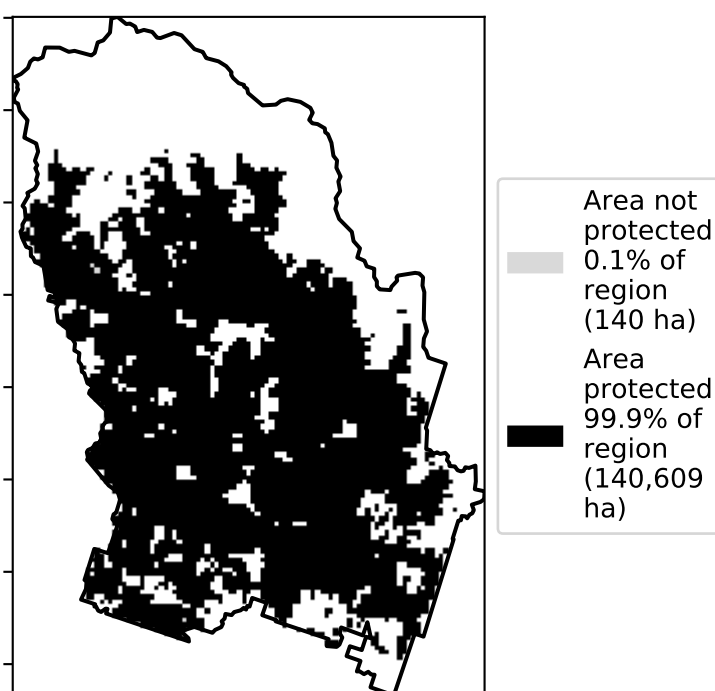 Area not
protected
0.1% of
region
(140 ha)
Area
protected
99.9% of
region
(140,609
ha)